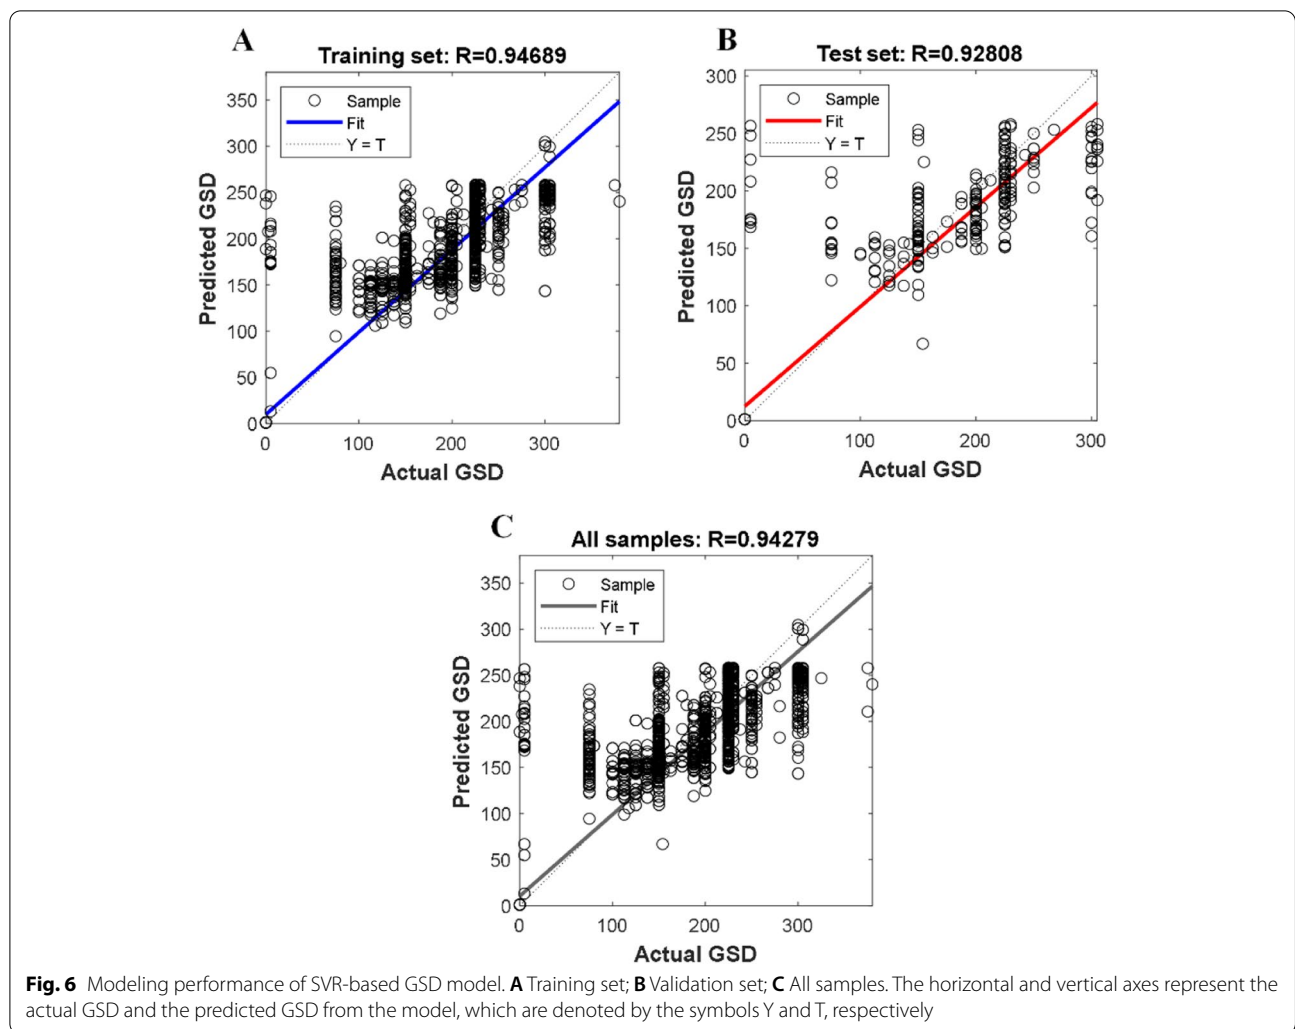 A
Training set: R=0.94689
Sample
Fit
Y = T
350
300
250
200
150
100
50
0
0 100 200 300
Predicted GSD
Actual GSD
B
Test set: R=0.92808
Sample
Fit
Y = T
300
250
200
150
100
50
0
0 100 200 300
Predicted GSD
Actual GSD
C
All samples: R=0.94279
Sample
Fit
Y = T
350
300
250
200
150
100
50
0
0 100 200 300
Predicted GSD
Actual GSD
Fig. 6 Modeling performance of SVR-based GSD model. A Training set; B Validation set; C All samples. The horizontal and vertical axes represent the
actual GSD and the predicted GSD from the model, which are denoted by the symbols Y and T, respectively